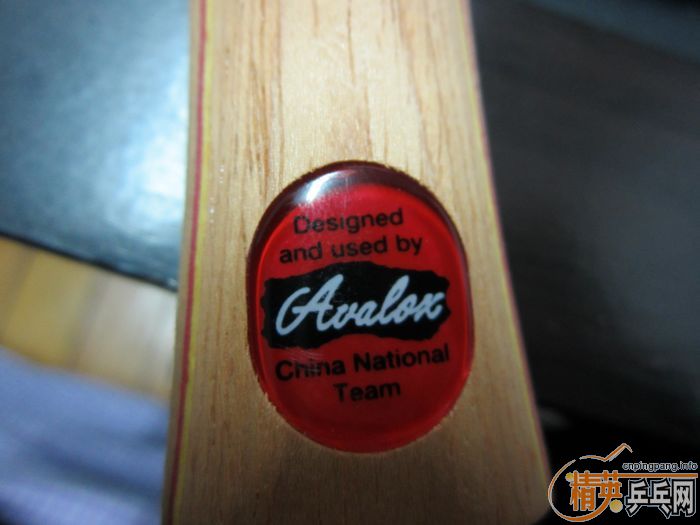 Designed
and used by
Avalox
China National
Team
cnpingpang.info
精英乒乓网